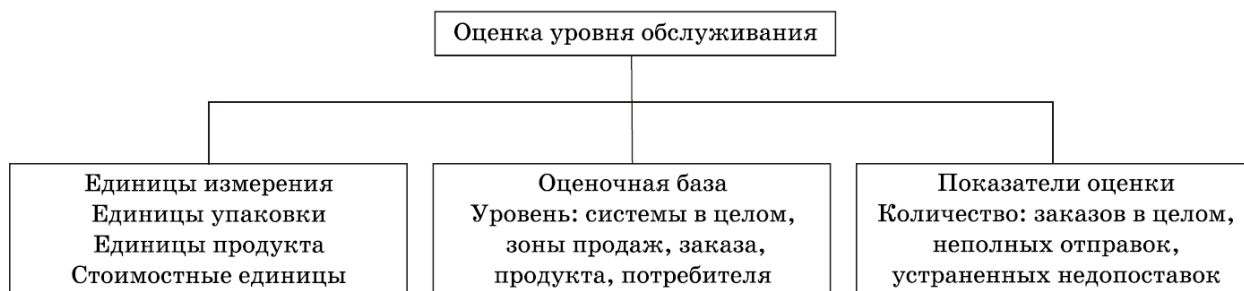 Оценка уровня обслуживания
Единицы измерения
Единицы упаковки
Единицы продукта
Стоимостные единицы
Оценочная база
Уровень: системы в целом,
зоны продаж, заказа,
продукта, потребителя
Показатели оценки
Количество: заказов в целом,
неполных отправок,
устраненных недопоставок